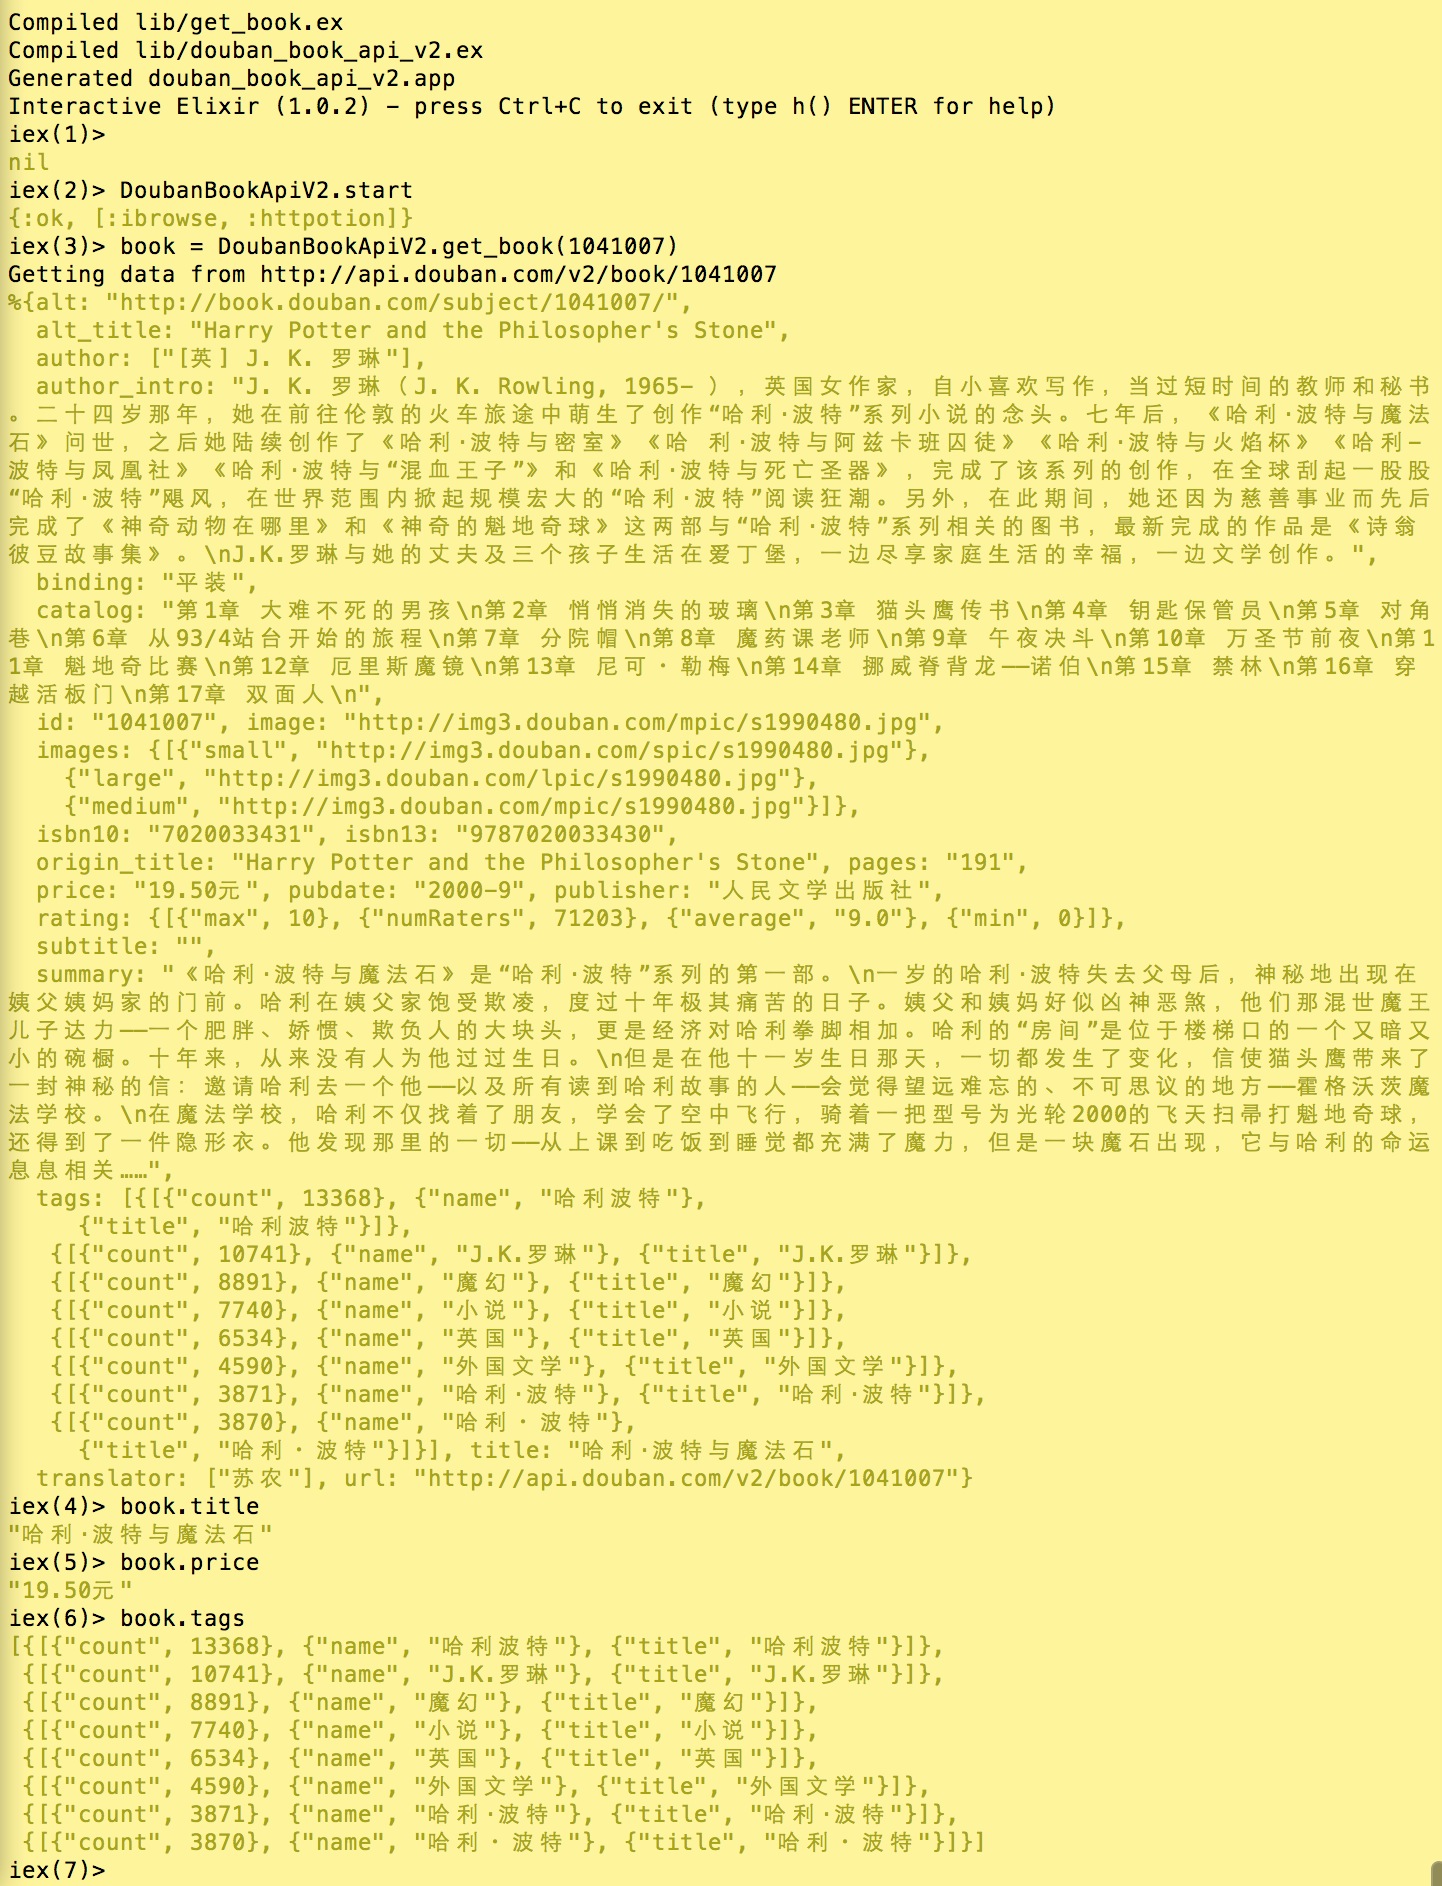 Compiled lib/get_book.ex
Compiled lib/douban_book_api_v2.ex
Generated douban_book_api_v2.app
Interactive Elixir (1.0.2) - press Ctrl+C to exit (type h() ENTER for help)
iex(1)>
nil
iex(2)> DoubanBookApiV2.start
{:ok, [:ibrowse, :httpotion]}
iex(3)> book = DoubanBookApiV2.get_book(1041007)
Getting data from http://api.douban.com/v2/book/1041007
%{alt: "http://book.douban.com/subject/1041007/",
  alt_title: "Harry Potter and the Philosopher's Stone",
  author: ["[英] J. K. 罗琳"],
  author_intro: "J. K. 罗琳（J. K. Rowling, 1965- ），英国女作家，自小喜欢写作，当过短时间的教师和秘书
。二十四岁那年，她在前往伦敦的火车旅途中萌生了创作“哈利·波特”系列小说的念头。七年后，《哈利·波特与魔法
石》问世，之后她陆续创作了《哈利·波特与密室》《哈 利·波特与阿兹卡班囚徒》《哈利·波特与火焰杯》《哈利-
波特与凤凰社》《哈利·波特与“混血王子”》和《哈利·波特与死亡圣器》，完成了该系列的创作，在全球刮起一股股
“哈利·波特”飓风，在世界范围内掀起规模宏大的“哈利·波特”阅读狂潮。另外，在此期间，她还因为慈善事业而先后
完成了《神奇动物在哪里》和《神奇的魁地奇球》这两部与“哈利·波特”系列相关的图书，最新完成的作品是《诗翁
彼豆故事集》。\nJ.K.罗琳与她的丈夫及三个孩子生活在爱丁堡，一边尽享家庭生活的幸福，一边文学创作。",
  binding: "平装",
  catalog: "第1章 大难不死的男孩\n第2章 悄悄消失的玻璃\n第3章 猫头鹰传书\n第4章 钥匙保管员\n第5章 对角
巷\n第6章 从93/4站台开始的旅程\n第7章 分院帽\n第8章 魔药课老师\n第9章 午夜决斗\n第10章 万圣节前夜\n第1
1章 魁地奇比赛\n第12章 厄里斯魔镜\n第13章 尼可・勒梅\n第14章 挪威脊背龙——诺伯\n第15章 禁林\n第16章 穿
越活板门\n第17章 双面人\n",
  id: "1041007", image: "http://img3.douban.com/mpic/s1990480.jpg",
  images: {[{"small", "http://img3.douban.com/spic/s1990480.jpg"},
    {"large", "http://img3.douban.com/lpic/s1990480.jpg"},
    {"medium", "http://img3.douban.com/mpic/s1990480.jpg"}]},
  isbn10: "7020033431", isbn13: "9787020033430",
  origin_title: "Harry Potter and the Philosopher's Stone", pages: "191",
  price: "19.50元", pubdate: "2000-9", publisher: "人民文学出版社",
  rating: {[{"max", 10}, {"numRaters", 71203}, {"average", "9.0"}, {"min", 0}]},
  subtitle: "",
  summary: "《哈利·波特与魔法石》是“哈利·波特”系列的第一部。\n一岁的哈利·波特失去父母后，神秘地出现在
姨父姨妈家的门前。哈利在姨父家饱受欺凌，度过十年极其痛苦的日子。姨父和姨妈好似凶神恶煞，他们那混世魔王
儿子达力——一个肥胖、娇惯、欺负人的大块头，更是经济对哈利拳脚相加。哈利的“房间”是位于楼梯口的一个又暗又
小的碗橱。十年来，从来没有人为他过过生日。\n但是在他十一岁生日那天，一切都发生了变化，信使猫头鹰带来了
一封神秘的信：邀请哈利去一个他——以及所有读到哈利故事的人——会觉得望远难忘的、不可思议的地方——霍格沃茨魔
法学校。\n在魔法学校，哈利不仅找着了朋友，学会了空中飞行，骑着一把型号为光轮2000的飞天扫帚打魁地奇球，
还得到了一件隐形衣。他发现那里的一切——从上课到吃饭到睡觉都充满了魔力，但是一块魔石出现，它与哈利的命运
息息相关……",
  tags: [{[{"count", 13368}, {"name", "哈利波特"},
     {"title", "哈利波特"}]},
   {[{"count", 10741}, {"name", "J.K.罗琳"}, {"title", "J.K.罗琳"}]},
   {[{"count", 8891}, {"name", "魔幻"}, {"title", "魔幻"}]},
   {[{"count", 7740}, {"name", "小说"}, {"title", "小说"}]},
   {[{"count", 6534}, {"name", "英国"}, {"title", "英国"}]},
   {[{"count", 4590}, {"name", "外国文学"}, {"title", "外国文学"}]},
   {[{"count", 3871}, {"name", "哈利·波特"}, {"title", "哈利·波特"}]},
   {[{"count", 3870}, {"name", "哈利・波特"},
     {"title", "哈利・波特"}]}], title: "哈利·波特与魔法石",
  translator: ["苏农"], url: "http://api.douban.com/v2/book/1041007"}
iex(4)> book.title
"哈利·波特与魔法石"
iex(5)> book.price
"19.50元"
iex(6)> book.tags
[{[{"count", 13368}, {"name", "哈利波特"}, {"title", "哈利波特"}]},
 {[{"count", 10741}, {"name", "J.K.罗琳"}, {"title", "J.K.罗琳"}]},
 {[{"count", 8891}, {"name", "魔幻"}, {"title", "魔幻"}]},
 {[{"count", 7740}, {"name", "小说"}, {"title", "小说"}]},
 {[{"count", 6534}, {"name", "英国"}, {"title", "英国"}]},
 {[{"count", 4590}, {"name", "外国文学"}, {"title", "外国文学"}]},
 {[{"count", 3871}, {"name", "哈利·波特"}, {"title", "哈利·波特"}]},
 {[{"count", 3870}, {"name", "哈利・波特"}, {"title", "哈利・波特"}]}]
iex(7)>